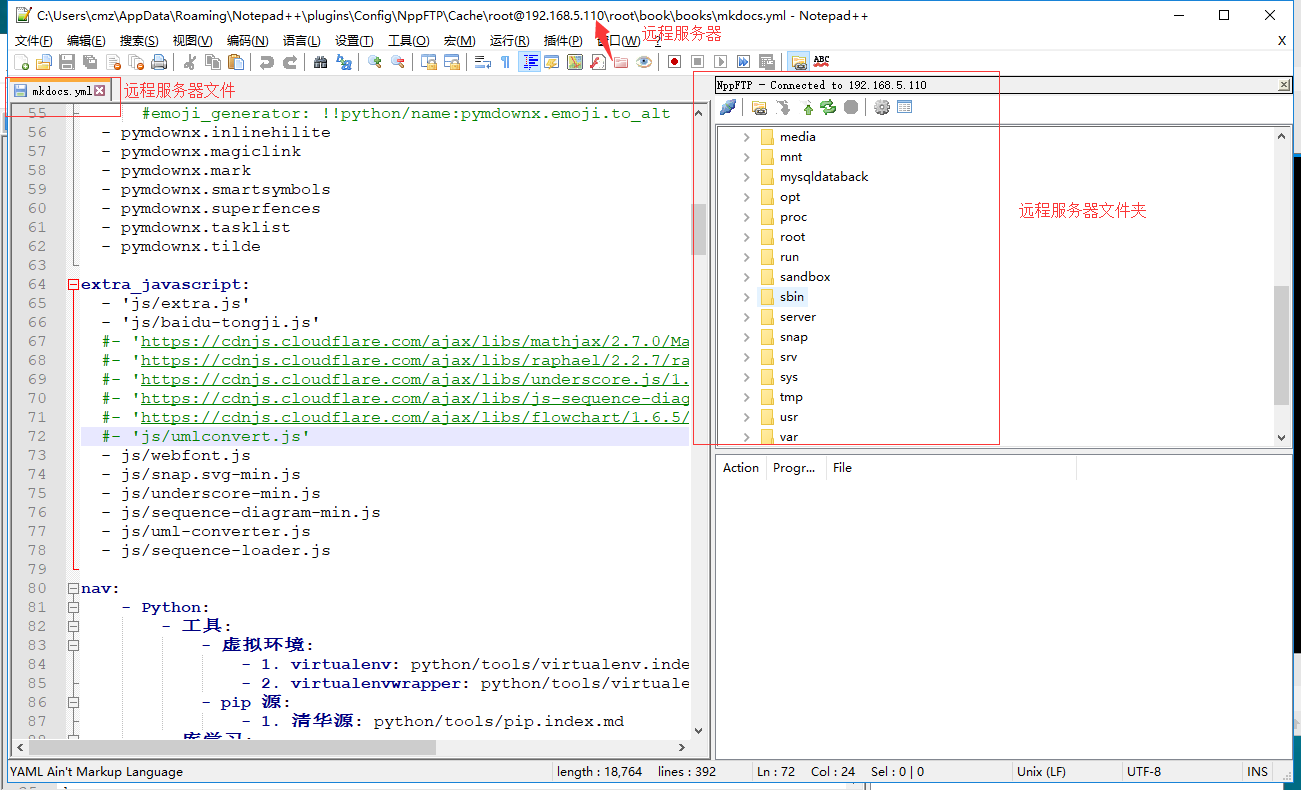 C:\Users\cmz\AppData\Roaming\Notepad++\plugins\Config\NppFTP\Cache\root@192.168.5.110\root\book\books\mkdocs.yml - Notepad++
文件(F) 编辑(E) 搜索(S) 视图(V) 编码(N) 语言(L) 设置(T) 工具(O) 宏(M) 运行(R) 插件(P) 窗口(W) ? X
远程服务器
ABC
mkdocs.yml
远程服务器文件
NppFTP - Connected to 192.168.5.110
55 #emoji_generator: !!python/name:pymdownx.emoji.to_alt
56 - pymdownx.inlinehilite
57 - pymdownx.magiclink
58 - pymdownx.mark
59 - pymdownx.smartsymbols
60 - pymdownx.superfences
61 - pymdownx.tasklist
62 - pymdownx.tilde
63
64 extra_javascript:
65 - 'js/extra.js'
66 - 'js/baidu-tongji.js'
67 #- 'https://cdnjs.cloudflare.com/ajax/libs/mathjax/2.7.0/Ma
68 #- 'https://cdnjs.cloudflare.com/ajax/libs/raphael/2.2.7/ra
69 #- 'https://cdnjs.cloudflare.com/ajax/libs/underscore.js/1.
70 #- 'https://cdnjs.cloudflare.com/ajax/libs/js-sequence-diag
71 #- 'https://cdnjs.cloudflare.com/ajax/libs/flowchart/1.6.5/
72 #- 'js/umlconvert.js'
73 - js/webfont.js
74 - js/snap.svg-min.js
75 - js/underscore-min.js
76 - js/sequence-diagram-min.js
77 - js/uml-converter.js
78 - js/sequence-loader.js
79
80 nav:
81 - Python:
82 - 工具:
83 - 虚拟环境:
84 - 1. virtualenv: python/tools/virtualenv.inde
85 - 2. virtualenvwrapper: python/tools/virtuale
86 - pip 源:
87 - 1. 清华源: python/tools/pip.index.md
88 - 库学习:
media
mnt
mysqldataback
opt
proc
root
run
sandbox
sbin
server
snap
srv
sys
tmp
usr
var
远程服务器文件夹
Action Progr... File
YAML Ain't Markup Language length : 18,764 lines : 392 Ln : 72 Col : 24 Sel : 0 | 0 Unix (LF) UTF-8 INS